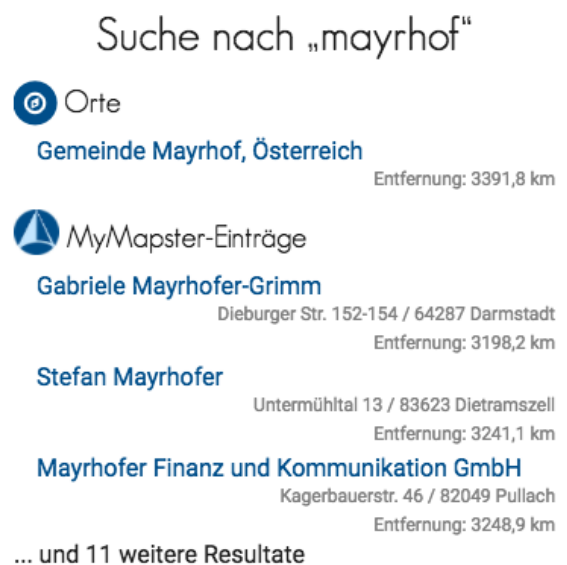 Suche nach „mayrhof“
Orte
Gemeinde Mayrhof, Österreich
Entfernung: 3391,8 km
MyMapster-Einträge
Gabriele Mayrhofer-Grimm
Dieburger Str. 152-154 / 64287 Darmstadt
Entfernung: 3198,2 km
Stefan Mayrhofer
Untermühltal 13 / 83623 Dietramszell
Entfernung: 3241,1 km
Mayrhofer Finanz und Kommunikation GmbH
Kagerbauerstr. 46 / 82049 Pullach
Entfernung: 3248,9 km
... und 11 weitere Resultate